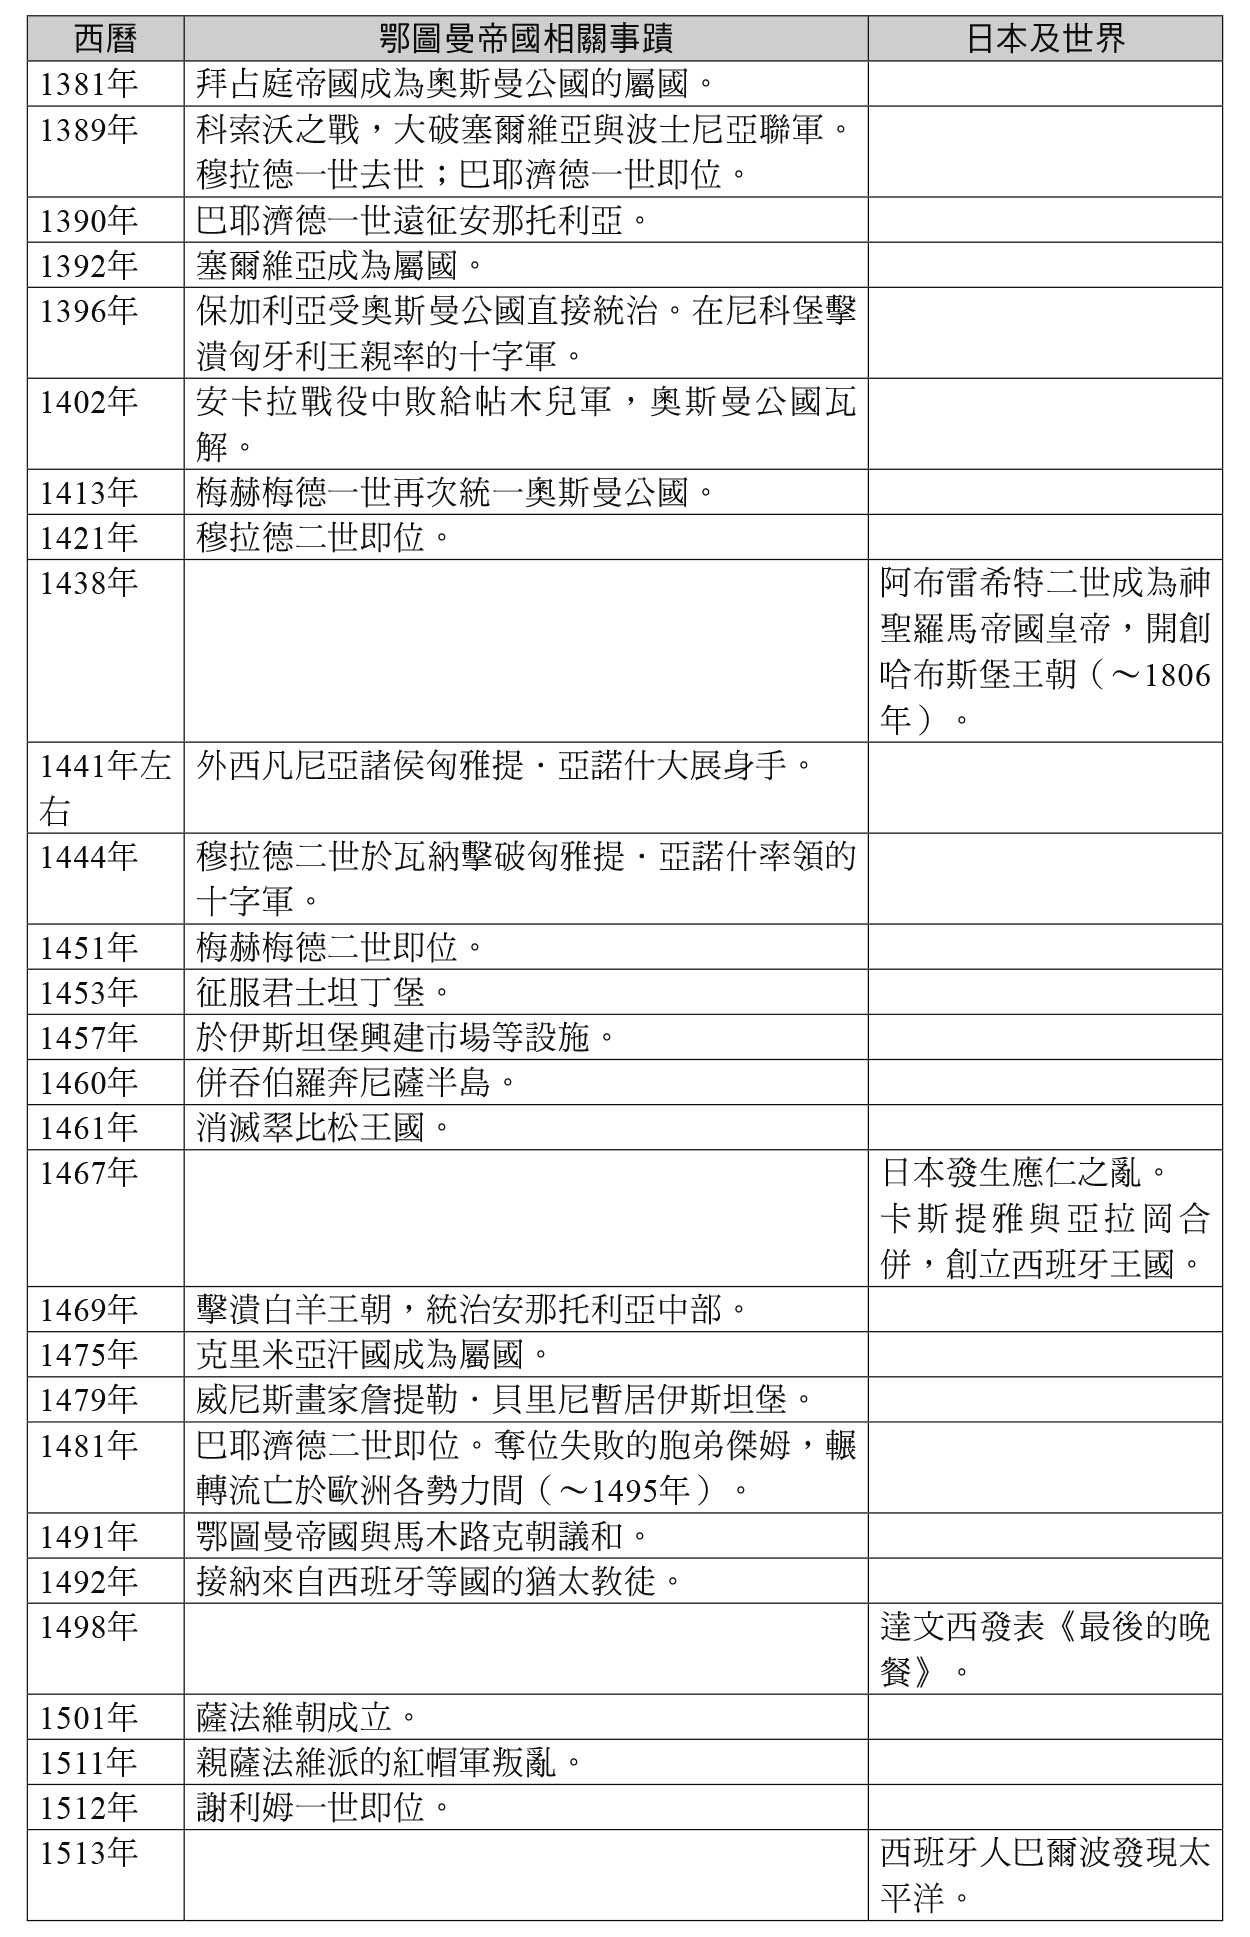 西曆 鄂圖曼帝國相關事蹟 日本及世界
1381年 拜占庭帝國成為奧斯曼公國的屬國。
1389年 科索沃之戰，大破塞爾維亞與波士尼亞聯軍。
穆拉德一世去世；巴耶濟德一世即位。
1390年 巴耶濟德一世遠征安那托利亞。
1392年 塞爾維亞成為屬國。
1396年 保加利亞受奧斯曼公國直接統治。在尼科堡擊
潰匈牙利王親率的十字軍。
1402年 安卡拉戰役中敗給帖木兒軍，奧斯曼公國瓦
解。
1413年 梅赫梅德一世再次統一奧斯曼公國。
1421年 穆拉德二世即位。
1438年 阿布雷希特二世成為神
聖羅馬帝國皇帝，開創
哈布斯堡王朝（～1806
年）。
1441年左 外西凡尼亞諸侯匈雅提．亞諾什大展身手。
右
1444年 穆拉德二世於瓦納擊破匈雅提．亞諾什率領的
十字軍。
1451年 梅赫梅德二世即位。
1453年 征服君士坦丁堡。
1457年 於伊斯坦堡興建市場等設施。
1460年 併吞伯羅奔尼薩半島。
1461年 消滅翠比松王國。
1467年 日本發生應仁之亂。
卡斯提雅與亞拉岡合
併，創立西班牙王國。
1469年 擊潰白羊王朝，統治安那托利亞中部。
1475年 克里米亞汗國成為屬國。
1479年 威尼斯畫家詹提勒．貝里尼暫居伊斯坦堡。
1481年 巴耶濟德二世即位。奪位失敗的胞弟傑姆，輾
轉流亡於歐洲各勢力間（～1495年）。
1491年 鄂圖曼帝國與馬木路克朝議和。
1492年 接納來自西班牙等國的猶太教徒。
1498年 達文西發表《最後的晚
餐》。
1501年 薩法維朝成立。
1511年 親薩法維派的紅帽軍叛亂。
1512年 謝利姆一世即位。
1513年 西班牙人巴爾波發現太
平洋。